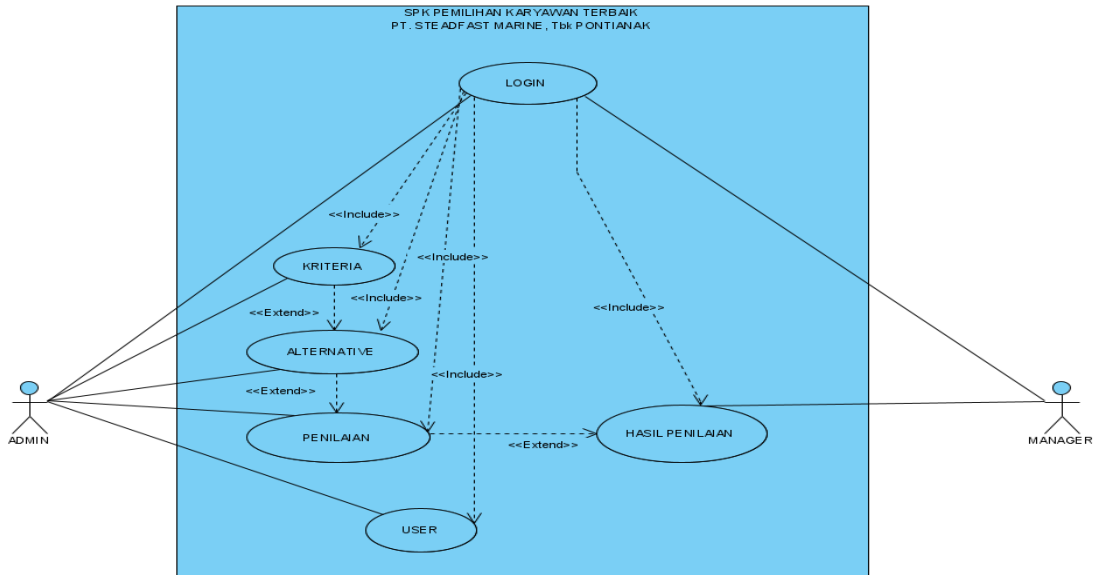 SPK PEMILIHAN KARYAWAN TERBAIK
PT. STEADFAST MARINE, Tbk PONTIANAK
LOGIN
<<Include>>
KRITERIA
<<Include>>
<<Include>>
<<Extend>>
<<Include>>
ALTERNATIVE
<<Include>>
<<Extend>>
ADMIN
PENILAIAN
<<Extend>>
HASIL PENILAIAN
MANAGER
USER